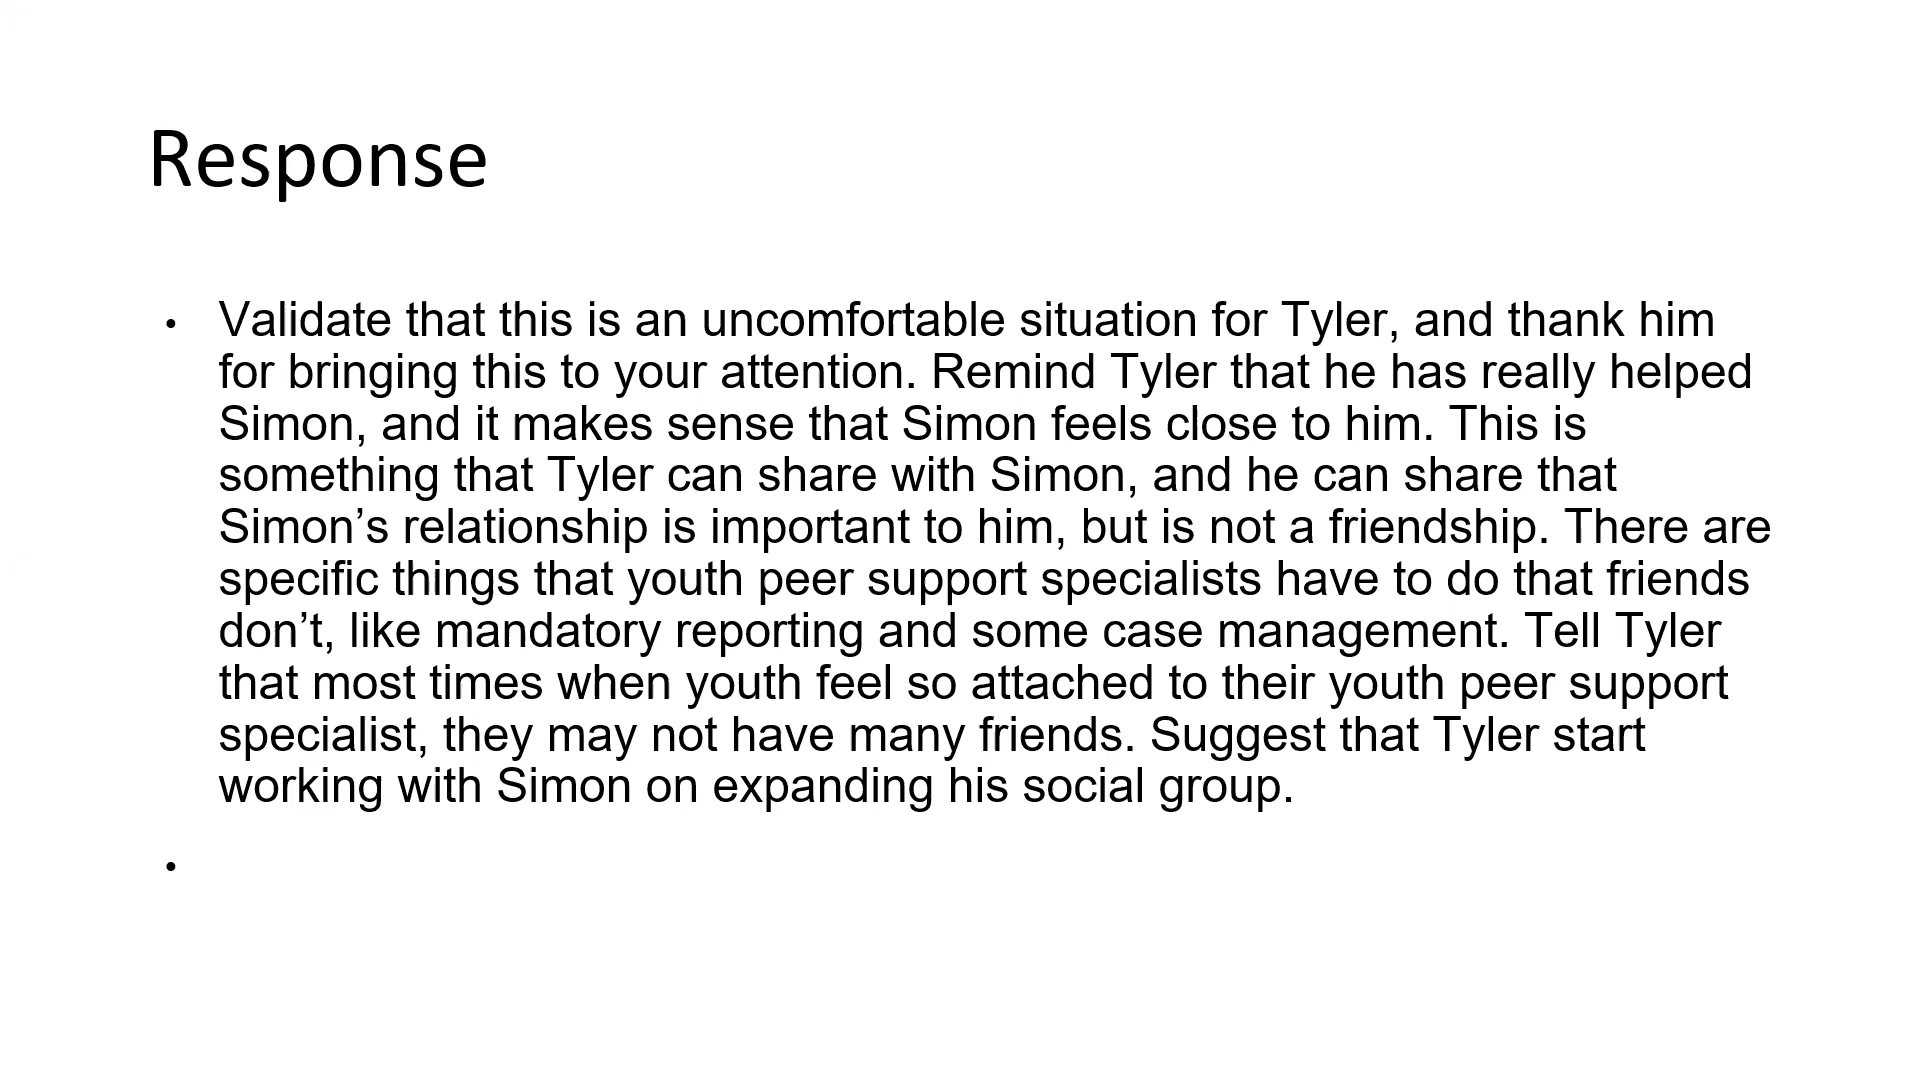 Response
• Validate that this is an uncomfortable situation for Tyler, and thank him
for bringing this to your attention. Remind Tyler that he has really helped
Simon, and it makes sense that Simon feels close to him. This is
something that Tyler can share with Simon, and he can share that
Simon’s relationship is important to him, but is not a friendship. There are
specific things that youth peer support specialists have to do that friends
don’t, like mandatory reporting and some case management. Tell Tyler
that most times when youth feel so attached to their youth peer support
specialist, they may not have many friends. Suggest that Tyler start
working with Simon on expanding his social group.
•